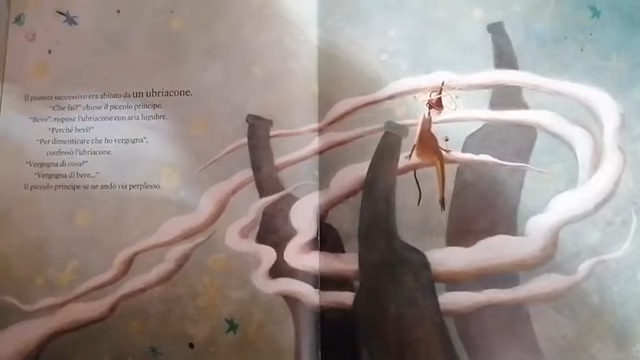 Il pianeta successivo era abitato da un ubriacone.
"Che fai?" chiese il piccolo principe.
"Bevo", rispose l'ubriacone con aria lugubre.
"Perché bevi?"
"Per dimenticare che ho vergogna",
confessò l'ubriacone.
"Vergogna di cosa?"
"Vergogna di bere..."
Il piccolo principe se ne andò via perplesso.